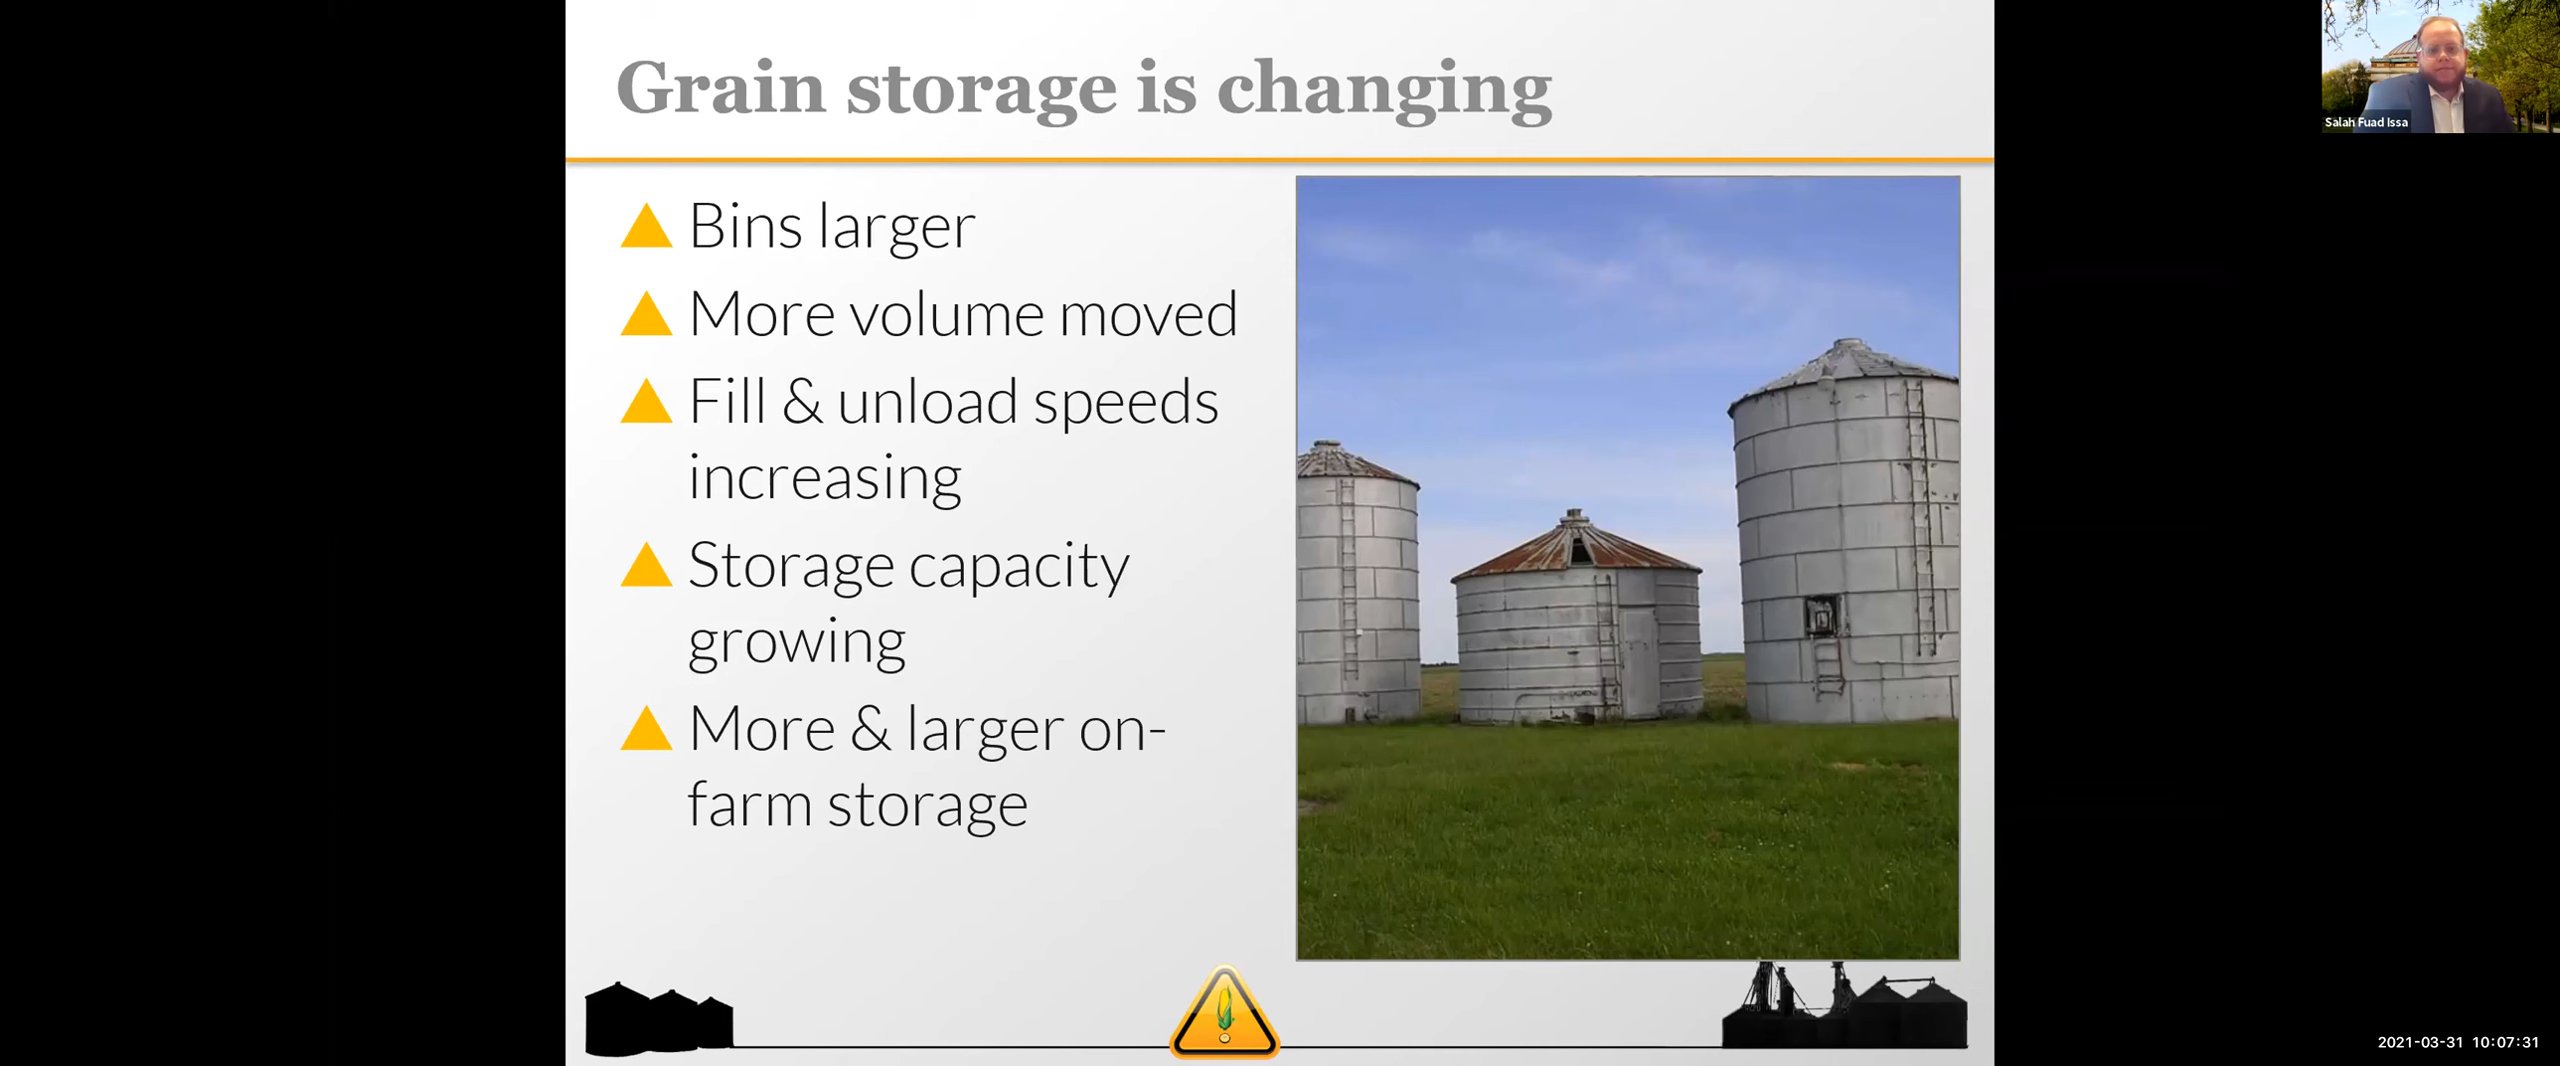 Grain storage is changing
Bins larger
More volume moved
Fill & unload speeds
increasing
Storage capacity
growing
More & larger on-
farm storage
Salah Fuad Issa
2021-03-31 10:07:31